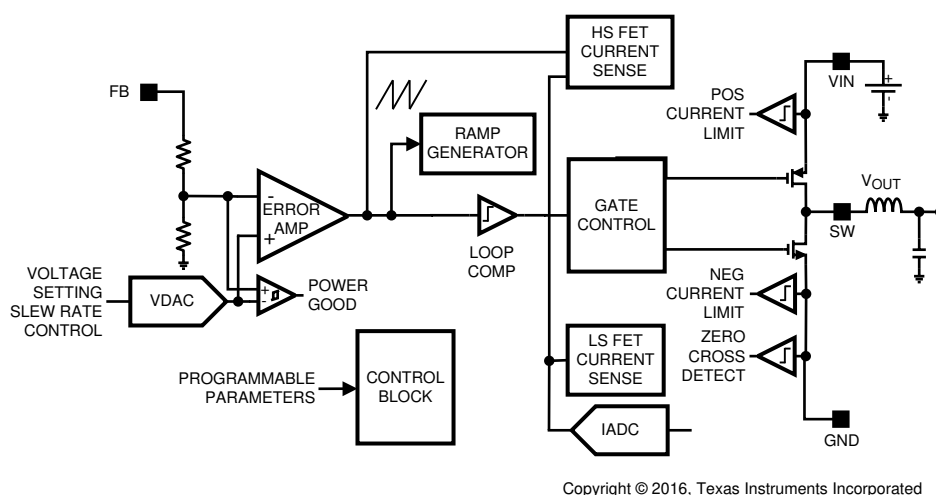 HS FET
CURRENT
SENSE
VIN
+
-
FB
POS
CURRENT
LIMIT
RAMP
GENERATOR
-
ERROR
AMP
+
LOOP
COMP
GATE
CONTROL
VOUT
SW
VOLTAGE
SETTING
SLEW RATE
CONTROL
VDAC
+
-
POWER
GOOD
NEG
CURRENT
LIMIT
ZERO
CROSS
DETECT
LS FET
CURRENT
SENSE
PROGRAMMABLE
PARAMETERS
CONTROL
BLOCK
IADC
GND
Copyright © 2016, Texas Instruments Incorporated